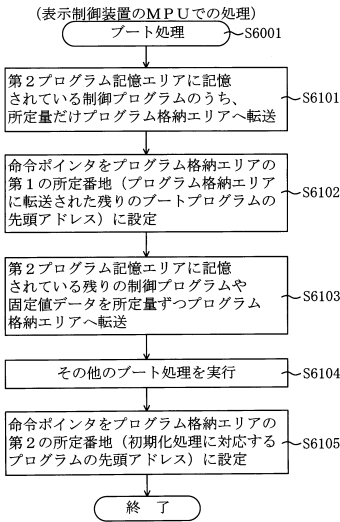 （表示制御装置のＭＰＵでの処理）
ブート処理
S6001
第２プログラム記憶エリアに記憶
されている制御プログラムのうち、
所定量だけプログラム格納エリアへ転送
S6101
命令ポインタをプログラム格納エリアの
第１の所定番地（プログラム格納エリア
に転送された残りのブートプログラムの
先頭アドレス）に設定
S6102
第２プログラム記憶エリアに記憶
されている残りの制御プログラムや
固定値データを所定量ずつプログラム
格納エリアへ転送
S6103
その他のブート処理を実行
S6104
命令ポインタをプログラム格納エリアの
第２の所定番地（初期化処理に対応する
プログラムの先頭アドレス）に設定
S6105
終　了